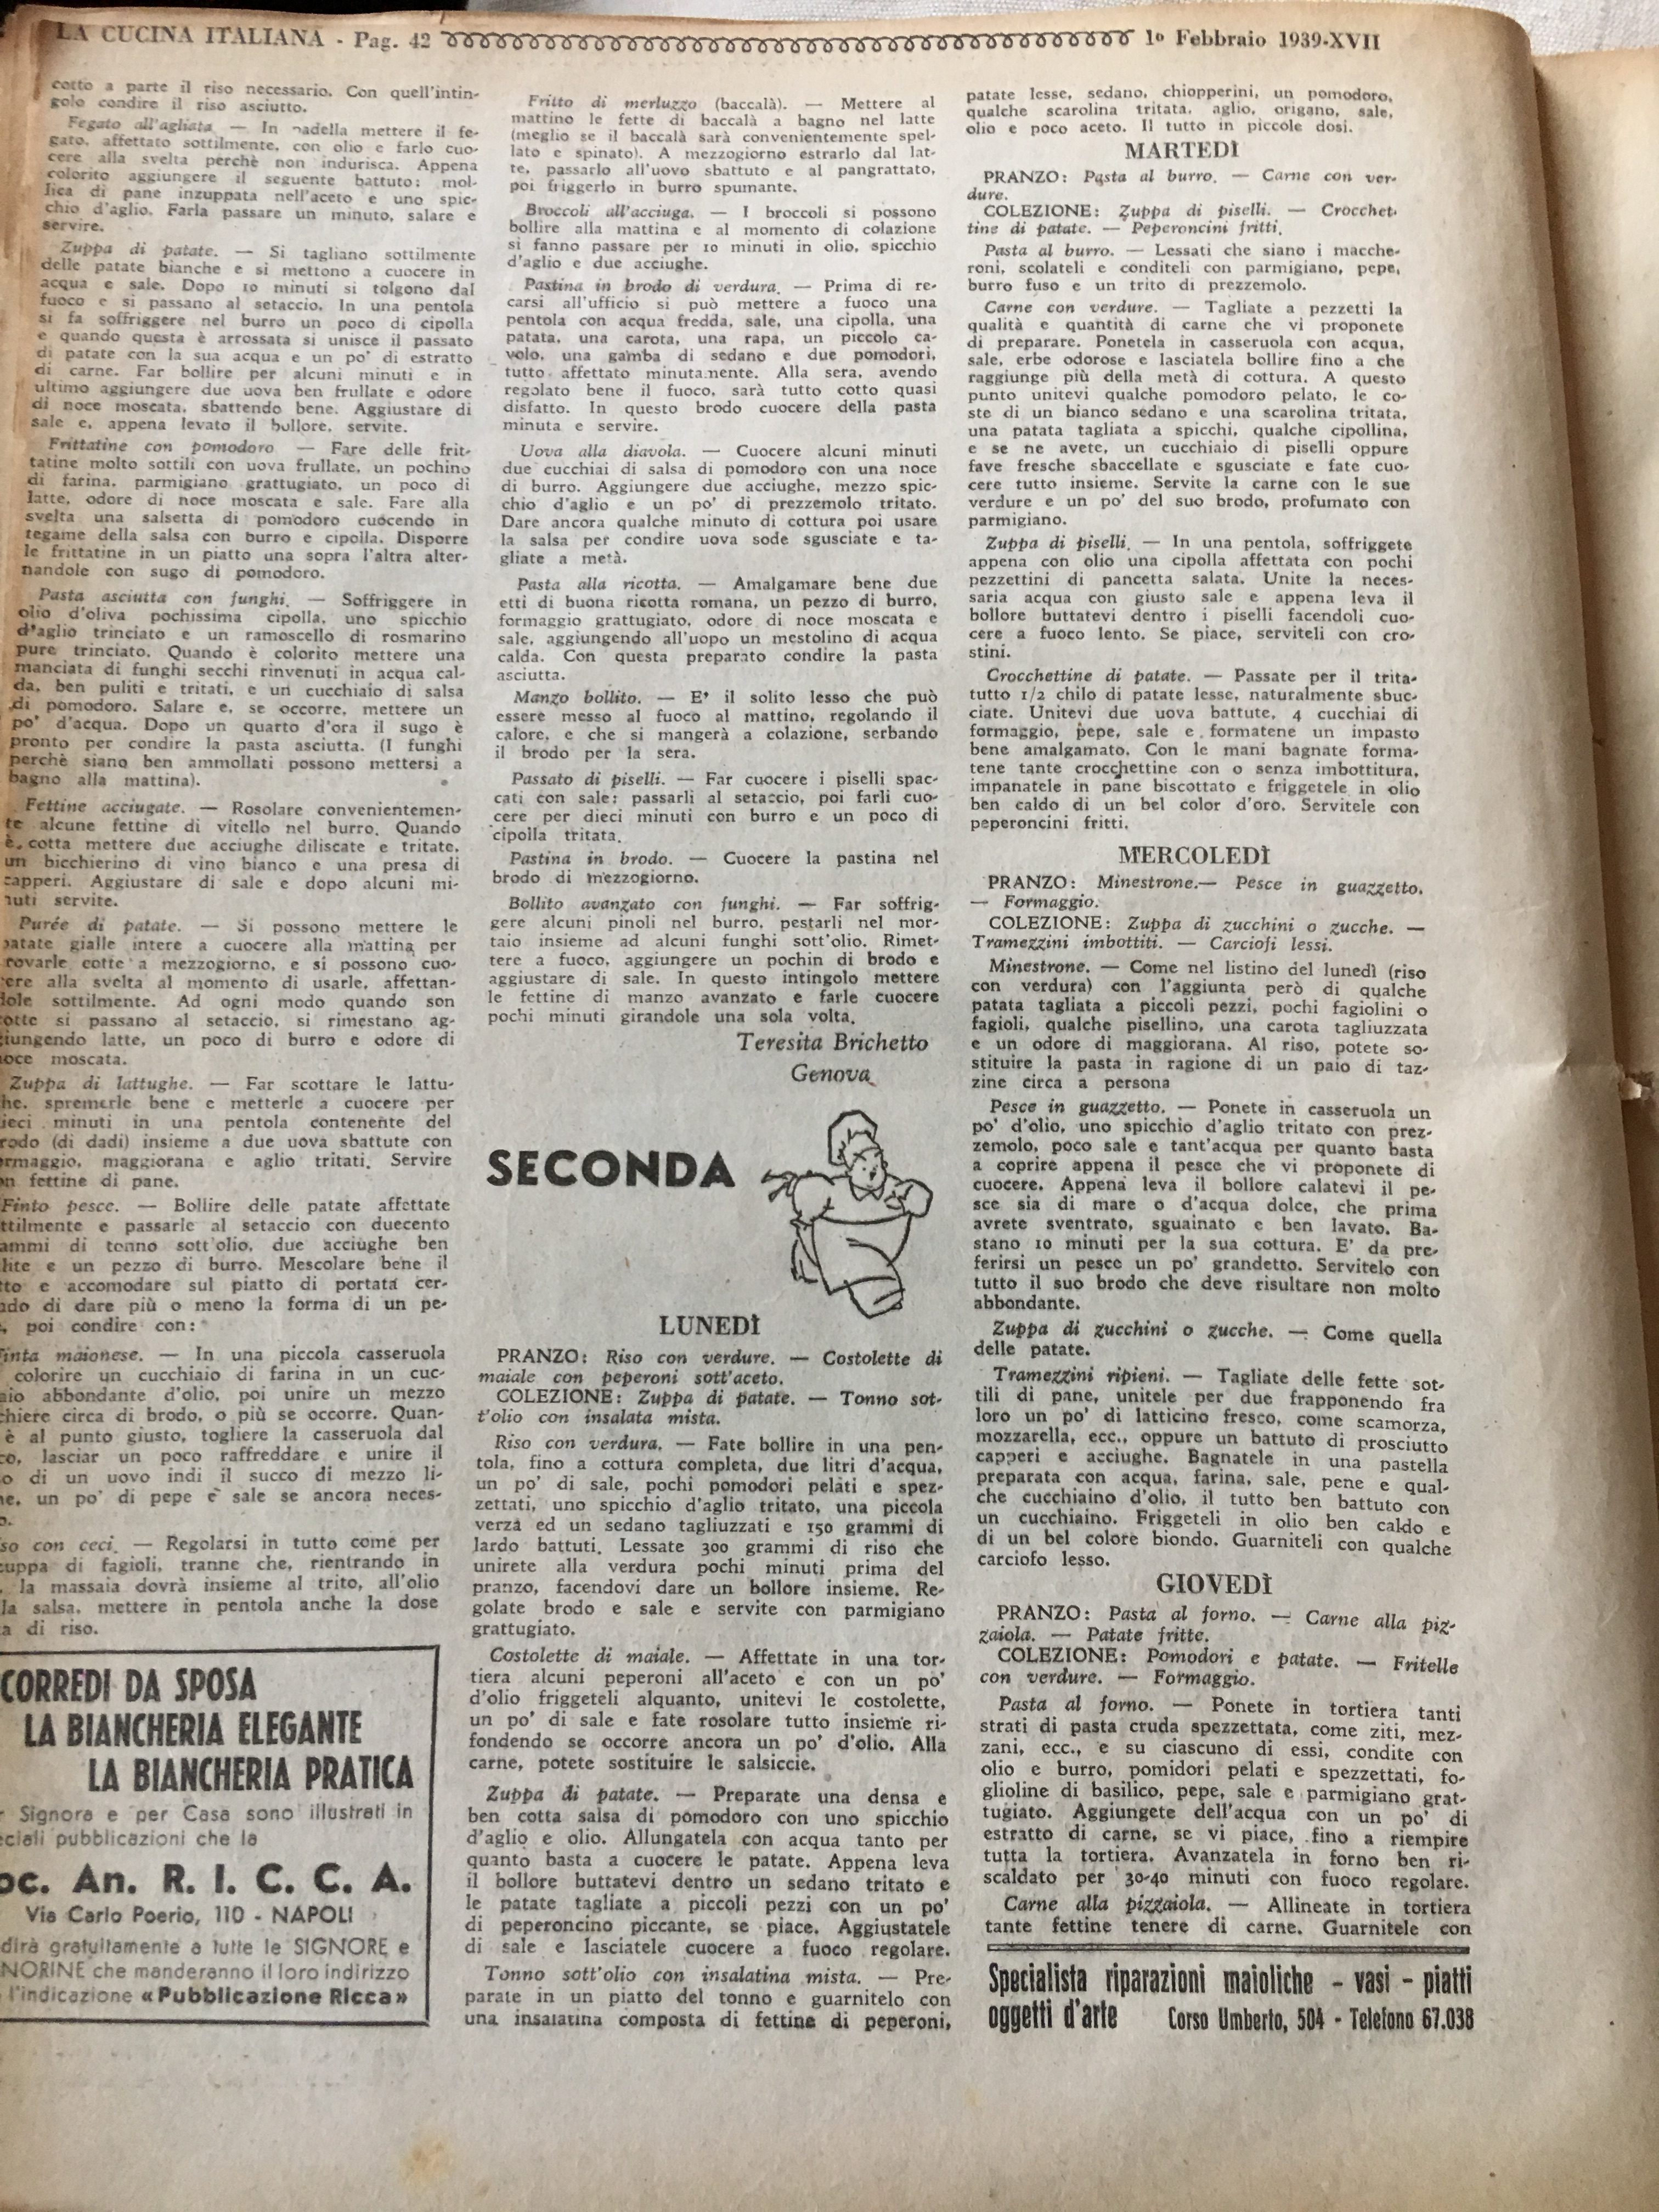 LA CUCINA ITALIANA - Pag. 42
1º Febbraio 1939-XVII
cotto a parte il riso necessario. Con quell'intin-
golo condire il riso asciutto.
Fegato all'agliata — In padella mettere il fe-
gato, affettato sottilmente, con olio e farlo cuo-
cere alla svelta perchè non indurisca. Appena
colorito aggiungere il seguente battuto: mol-
lica di pane inzuppata nell'aceto e uno spic-
chio d'aglio. Farla passare un minuto, salare e
servire.
Zuppa di patate. — Si tagliano sottilmente
delle patate bianche e si mettono a cuocere in
acqua e sale. Dopo 10 minuti si tolgono dal
fuoco e si passano al setaccio. In una pentola
si fa soffriggere nel burro un poco di cipolla
e quando questa è arrossata si unisce il passato
di patate con la sua acqua e un po' di estratto
di carne. Far bollire per alcuni minuti e in
ultimo aggiungere due uova ben frullate e odore
di noce moscata, sbattendo bene. Aggiustare di
sale e, appena levato il bollore, servite.
Frittatine con pomodoro — Fare delle frit-
tatine molto sottili con uova frullate, un pochino
di farina, parmigiano grattugiato, un poco di
latte, odore di noce moscata e sale. Fare alla
svelta una salsetta di pomodoro cuocendo in
tegame della salsa con burro e cipolla. Disporre
le frittatine in un piatto una sopra l'altra alter-
nandole con sugo di pomodoro.
Pasta asciutta con funghi. — Soffriggere in
olio d'oliva pochissima cipolla, uno spicchio
d'aglio trinciato e un ramoscello di rosmarino
pure trinciato. Quando è colorito mettere una
manciata di funghi secchi rinvenuti in acqua cal-
da, ben puliti e tritati, e un cucchiaio di salsa
di pomodoro. Salare e, se occorre, mettere un
po' d'acqua. Dopo un quarto d'ora il sugo è
pronto per condire la pasta asciutta. (I funghi
perchè siano ben ammollati possono mettersi a
bagno alla mattina).
Fettine acciugate. — Rosolare convenientemen-
te alcune fettine di vitello nel burro. Quando
è cotta mettere due acciughe diliscate e tritate,
un bicchierino di vino bianco e una presa di
capperi. Aggiustare di sale e dopo alcuni mi-
nuti servite.
Purée di patate. — Si possono mettere le
patate gialle intere a cuocere alla mattina per
rovarle cotte a mezzogiorno, e si possono cuo-
cere alla svelta al momento di usarle, affettan-
dole sottilmente. Ad ogni modo quando son
otte si passano al setaccio, si rimestano ag-
iungendo latte, un poco di burro e odore di
noce moscata.
Zuppa di lattughe. — Far scottare le lattu-
he. spremerle bene e metterle a cuocere per
ieci minuti in una pentola contenente del
rodo (di dadi) insieme a due uova sbattute con
ormaggio, maggiorana e aglio tritati. Servire
on fettine di pane.
Finto pesce. — Bollire delle patate affettate
ttilmente e passarle al setaccio con duecento
ammi di tonno sott'olio, due acciughe ben
lite e un pezzo di burro. Mescolare bene il
tto e accomodare sul piatto di portata cer-
ndo di dare più o meno la forma di un pe-
, poi condire con:
Finta maionese. — In una piccola casseruola
colorire un cucchiaio di farina in un cuc-
aio abbondante d'olio, poi unire un mezzo
chiere circa di brodo, o più se occorre. Quan-
è al punto giusto, togliere la casseruola dal
co, lasciar un poco raffreddare e unire il
o di un uovo indi il succo di mezzo li-
ne, un po' di pepe e sale se ancora neces-
o.
so con ceci. — Regolarsi in tutto come per
zuppa di fagioli, tranne che, rientrando in
, la massaia dovrà insieme al trito, all'olio
la salsa, mettere in pentola anche la dose
a di riso.
CORREDI DA SPOSA
LA BIANCHERIA ELEGANTE
LA BIANCHERIA PRATICA
r Signora e per Casa sono illustrati in
eciali pubblicazioni che la
oc. An. R. I. C. C. A.
Via Carlo Poerio, 110 - NAPOLI
dirà gratuitamente a tutte le SIGNORE e
NORINE che manderanno il loro indirizzo
l'indicazione «Pubblicazione Ricca»
Fritto di merluzzo (baccalà). — Mettere al
mattino le fette di baccalà a bagno nel latte
(meglio se il baccalà sarà convenientemente spel-
lato e spinato). A mezzogiorno estrarlo dal lat-
te, passarlo all'uovo sbattuto e al pangrattato,
poi friggerlo in burro spumante.
Broccoli all'acciuga. — I broccoli si possono
bollire alla mattina e al momento di colazione
si fanno passare per 10 minuti in olio, spicchio
d'aglio e due acciughe.
Pastina in brodo di verdura. — Prima di re-
carsi all'ufficio si può mettere a fuoco una
pentola con acqua fredda, sale, una cipolla, una
patata, una carota, una rapa, un piccolo ca-
volo, una gamba di sedano e due pomodori,
tutto affettato minutamente. Alla sera, avendo
regolato bene il fuoco, sarà tutto cotto quasi
disfatto. In questo brodo cuocere della pasta
minuta e servire.
Uova alla diavola. — Cuocere alcuni minuti
due cucchiai di salsa di pomodoro con una noce
di burro. Aggiungere due acciughe, mezzo spic-
chio d'aglio e un po' di prezzemolo tritato.
Dare ancora qualche minuto di cottura poi usare
la salsa per condire uova sode sgusciate e ta-
gliate a metà.
Pasta alla ricotta. — Amalgamare bene due
etti di buona ricotta romana, un pezzo di burro,
formaggio grattugiato, odore di noce moscata e
sale, aggiungendo all'uopo un mestolino di acqua
calda. Con questa preparato condire la pasta
asciutta.
Manzo bollito. — E' il solito lesso che può
essere messo al fuoco al mattino, regolando il
calore, e che si mangerà a colazione, serbando
il brodo per la sera.
Passato di piselli. — Far cuocere i piselli spac-
cati con sale; passarli al setaccio, poi farli cuo-
cere per dieci minuti con burro e un poco di
cipolla tritata.
Pastina in brodo. — Cuocere la pastina nel
brodo di mezzogiorno.
Bollito avanzato con funghi. — Far soffrig-
gere alcuni pinoli nel burro, pestarli nel mor-
taio insieme ad alcuni funghi sott'olio. Rimet-
tere a fuoco, aggiungere un pochin di brodo e
aggiustare di sale. In questo intingolo mettere
le fettine di manzo avanzato e farle cuocere
pochi minuti girandole una sola volta.
Teresita Brichetto
Genova
SECONDA
LUNEDÌ
PRANZO: Riso con verdure. — Costolette di
maiale con peperoni sott'aceto.
COLEZIONE: Zuppa di patate. — Tonno sot-
t'olio con insalata mista.
Riso con verdura. — Fate bollire in una pen-
tola, fino a cottura completa, due litri d'acqua,
un po' di sale, pochi pomodori pelati e spez-
zettati, uno spicchio d'aglio tritato, una piccola
verza ed un sedano tagliuzzati e 150 grammi di
lardo battuti. Lessate 300 grammi di riso che
unirete alla verdura pochi minuti prima del
pranzo, facendovi dare un bollore insieme. Re-
golate brodo e sale e servite con parmigiano
grattugiato.
Costolette di maiale. — Affettate in una tor-
tiera alcuni peperoni all'aceto e con un po'
d'olio friggeteli alquanto, unitevi le costolette,
un po' di sale e fate rosolare tutto insieme ri-
fondendo se occorre ancora un po' d'olio. Alla
carne, potete sostituire le salsiccie.
Zuppa di patate. — Preparate una densa e
ben cotta salsa di pomodoro con uno spicchio
d'aglio e olio. Allungatela con acqua tanto per
quanto basta a cuocere le patate. Appena leva
il bollore buttatevi dentro un sedano tritato e
le patate tagliate a piccoli pezzi con un po'
di peperoncino piccante, se piace. Aggiustatele
di sale e lasciatele cuocere a fuoco regolare.
Tonno sott'olio con insalatina mista. — Pre-
parate in un piatto del tonno e guarnitelo con
una insalatina composta di fettine di peperoni,
patate lesse, sedano, chiopperini, un pomodoro,
qualche scarolina tritata, aglio, origano, sale,
olio e poco aceto. Il tutto in piccole dosi.
MARTEDÌ
PRANZO: Pasta al burro. — Carne con ver-
dure.
COLEZIONE: Zuppa di piselli. — Crocchet-
tine di patate. — Peperoncini fritti.
Pasta al burro. — Lessati che siano i macche-
roni, scolateli e conditeli con parmigiano, pepe,
burro fuso e un trito di prezzemolo.
Carne con verdure. — Tagliate a pezzetti la
qualità e quantità di carne che vi proponete
di preparare. Ponetela in casseruola con acqua,
sale, erbe odorose e lasciatela bollire fino a che
raggiunge più della metà di cottura. A questo
punto unitevi qualche pomodoro pelato, le co-
ste di un bianco sedano e una scarolina tritata,
una patata tagliata a spicchi, qualche cipollina,
e se ne avete, un cucchiaio di piselli oppure
fave fresche sbaccellate e sgusciate e fate cuo-
cere tutto insieme. Servite la carne con le sue
verdure e un po' del suo brodo, profumato con
parmigiano.
Zuppa di piselli. — In una pentola, soffriggete
appena con olio una cipolla affettata con pochi
pezzettini di pancetta salata. Unite la neces-
saria acqua con giusto sale e appena leva il
bollore buttatevi dentro i piselli facendoli cuo-
cere a fuoco lento. Se piace, serviteli con cro-
stini.
Crocchettine di patate. — Passate per il trita-
tutto 1/2 chilo di patate lesse, naturalmente sbuc-
ciate. Unitevi due uova battute, 4 cucchiai di
formaggio, pepe, sale e formatene un impasto
bene amalgamato. Con le mani bagnate forma-
tene tante crocchettine con o senza imbottitura,
impanatele in pane biscottato e friggetele in olio
ben caldo di un bel color d'oro. Servitele con
peperoncini fritti.
MERCOLEDÌ
PRANZO: Minestrone.— Pesce in guazzetto.
— Formaggio.
COLEZIONE: Zuppa di zucchini o zucche. —
Tramezzini imbottiti. — Carciofi lessi.
Minestrone. — Come nel listino del lunedì (riso
con verdura) con l'aggiunta però di qualche
patata tagliata a piccoli pezzi, pochi fagiolini o
fagioli, qualche pisellino, una carota tagliuzzata
e un odore di maggiorana. Al riso, potete so-
stituire la pasta in ragione di un paio di taz-
zine circa a persona
Pesce in guazzetto. — Ponete in casseruola un
po' d'olio, uno spicchio d'aglio tritato con prez-
zemolo, poco sale e tant'acqua per quanto basta
a coprire appena il pesce che vi proponete di
cuocere. Appena leva il bollore calatevi il pe-
sce sia di mare o d'acqua dolce, che prima
avrete sventrato, sguainato e ben lavato. Ba-
stano 10 minuti per la sua cottura. E' da pre-
ferirsi un pesce un po' grandetto. Servitelo con
tutto il suo brodo che deve risultare non molto
abbondante.
Zuppa di zucchini o zucche. — Come quella
delle patate.
Tramezzini ripieni. — Tagliate delle fette sot-
tili di pane, unitele per due frapponendo fra
loro un po' di latticino fresco, come scamorza,
mozzarella, ecc., oppure un battuto di prosciutto
capperi e acciughe. Bagnatele in una pastella
preparata con acqua, farina, sale, pene e qual-
che cucchiaino d'olio, il tutto ben battuto con
un cucchiaino. Friggeteli in olio ben caldo e
di un bel colore biondo. Guarniteli con qualche
carciofo lesso.
GIOVEDÌ
PRANZO: Pasta al forno. — Carne alla piz-
zaiola. — Patate fritte.
COLEZIONE: Pomodori e patate. — Fritelle
con verdure. — Formaggio.
Pasta al forno. — Ponete in tortiera tanti
strati di pasta cruda spezzettata, come ziti, mez-
zani, ecc., e su ciascuno di essi, condite con
olio e burro, pomidori pelati e spezzettati, fo-
glioline di basilico, pepe, sale e parmigiano grat-
tugiato. Aggiungete dell'acqua con un po' di
estratto di carne, se vi piace, fino a riempire
tutta la tortiera. Avanzatela in forno ben ri-
scaldato per 30-40 minuti con fuoco regolare.
Carne alla pizzaiola. — Allineate in tortiera
tante fettine tenere di carne. Guarnitele con
Specialista riparazioni maioliche - vasi - piatti
oggetti d'arte Corso Umberto, 504 - Telefono 67.038